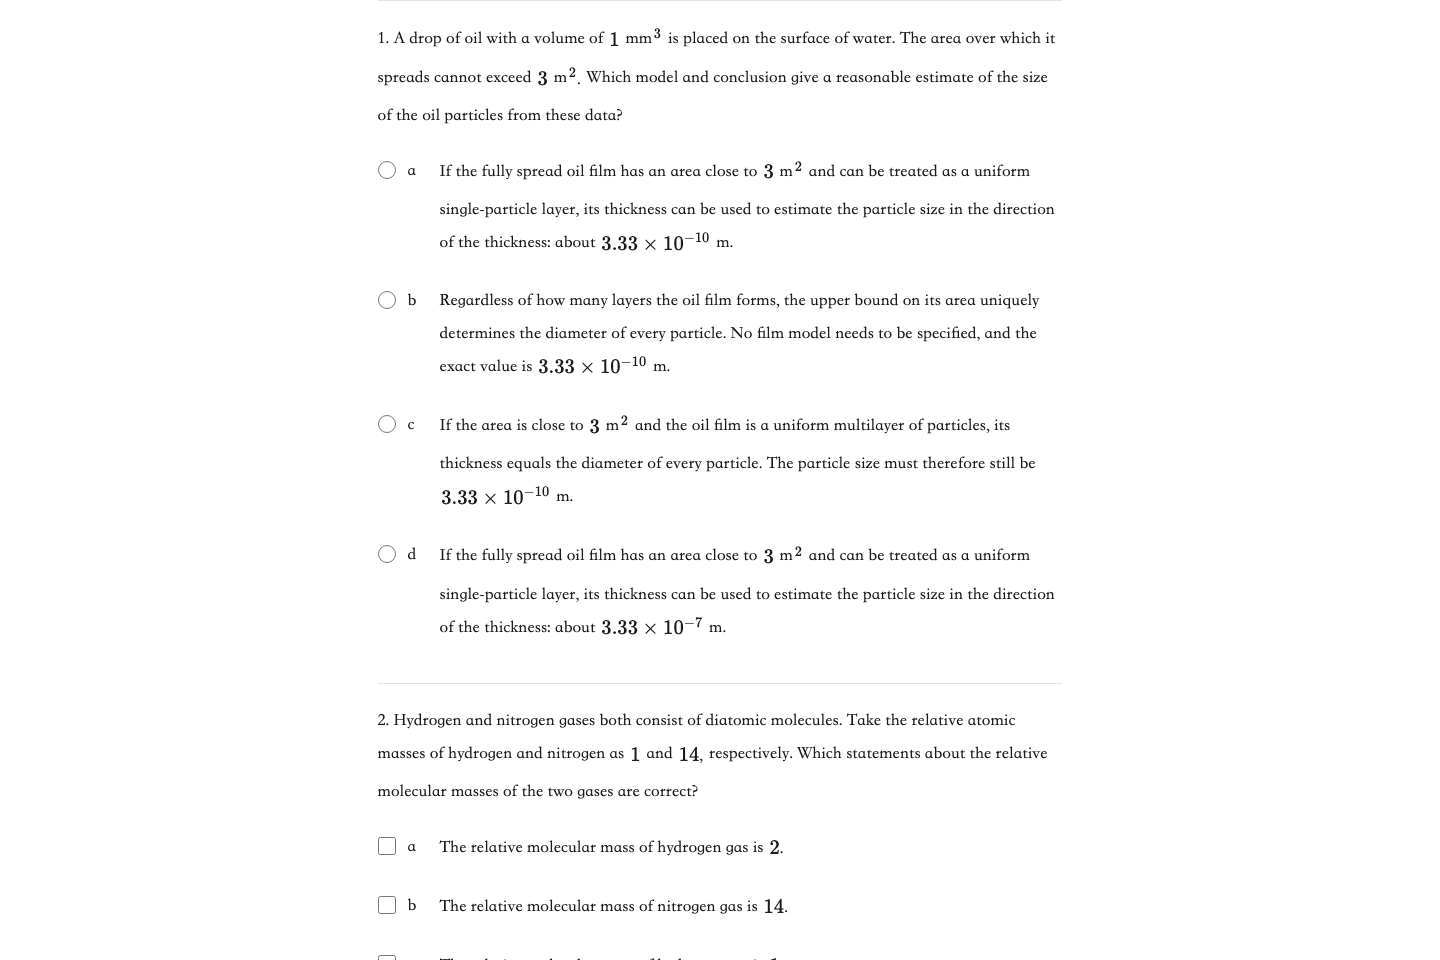 1. A drop of oil with a volume of 1 mm³ is placed on the surface of water. The area over which it
spreads cannot exceed 3 m². Which model and conclusion give a reasonable estimate of the size
of the oil particles from these data?
a If the fully spread oil film has an area close to 3 m² and can be treated as a uniform
single-particle layer, its thickness can be used to estimate the particle size in the direction
of the thickness: about 3.33 × 10⁻¹⁰ m.
b Regardless of how many layers the oil film forms, the upper bound on its area uniquely
determines the diameter of every particle. No film model needs to be specified, and the
exact value is 3.33 × 10⁻¹⁰ m.
c If the area is close to 3 m² and the oil film is a uniform multilayer of particles, its
thickness equals the diameter of every particle. The particle size must therefore still be
3.33 × 10⁻¹⁰ m.
d If the fully spread oil film has an area close to 3 m² and can be treated as a uniform
single-particle layer, its thickness can be used to estimate the particle size in the direction
of the thickness: about 3.33 × 10⁻⁷ m.
2. Hydrogen and nitrogen gases both consist of diatomic molecules. Take the relative atomic
masses of hydrogen and nitrogen as 1 and 14, respectively. Which statements about the relative
molecular masses of the two gases are correct?
a The relative molecular mass of hydrogen gas is 2.
b The relative molecular mass of nitrogen gas is 14.